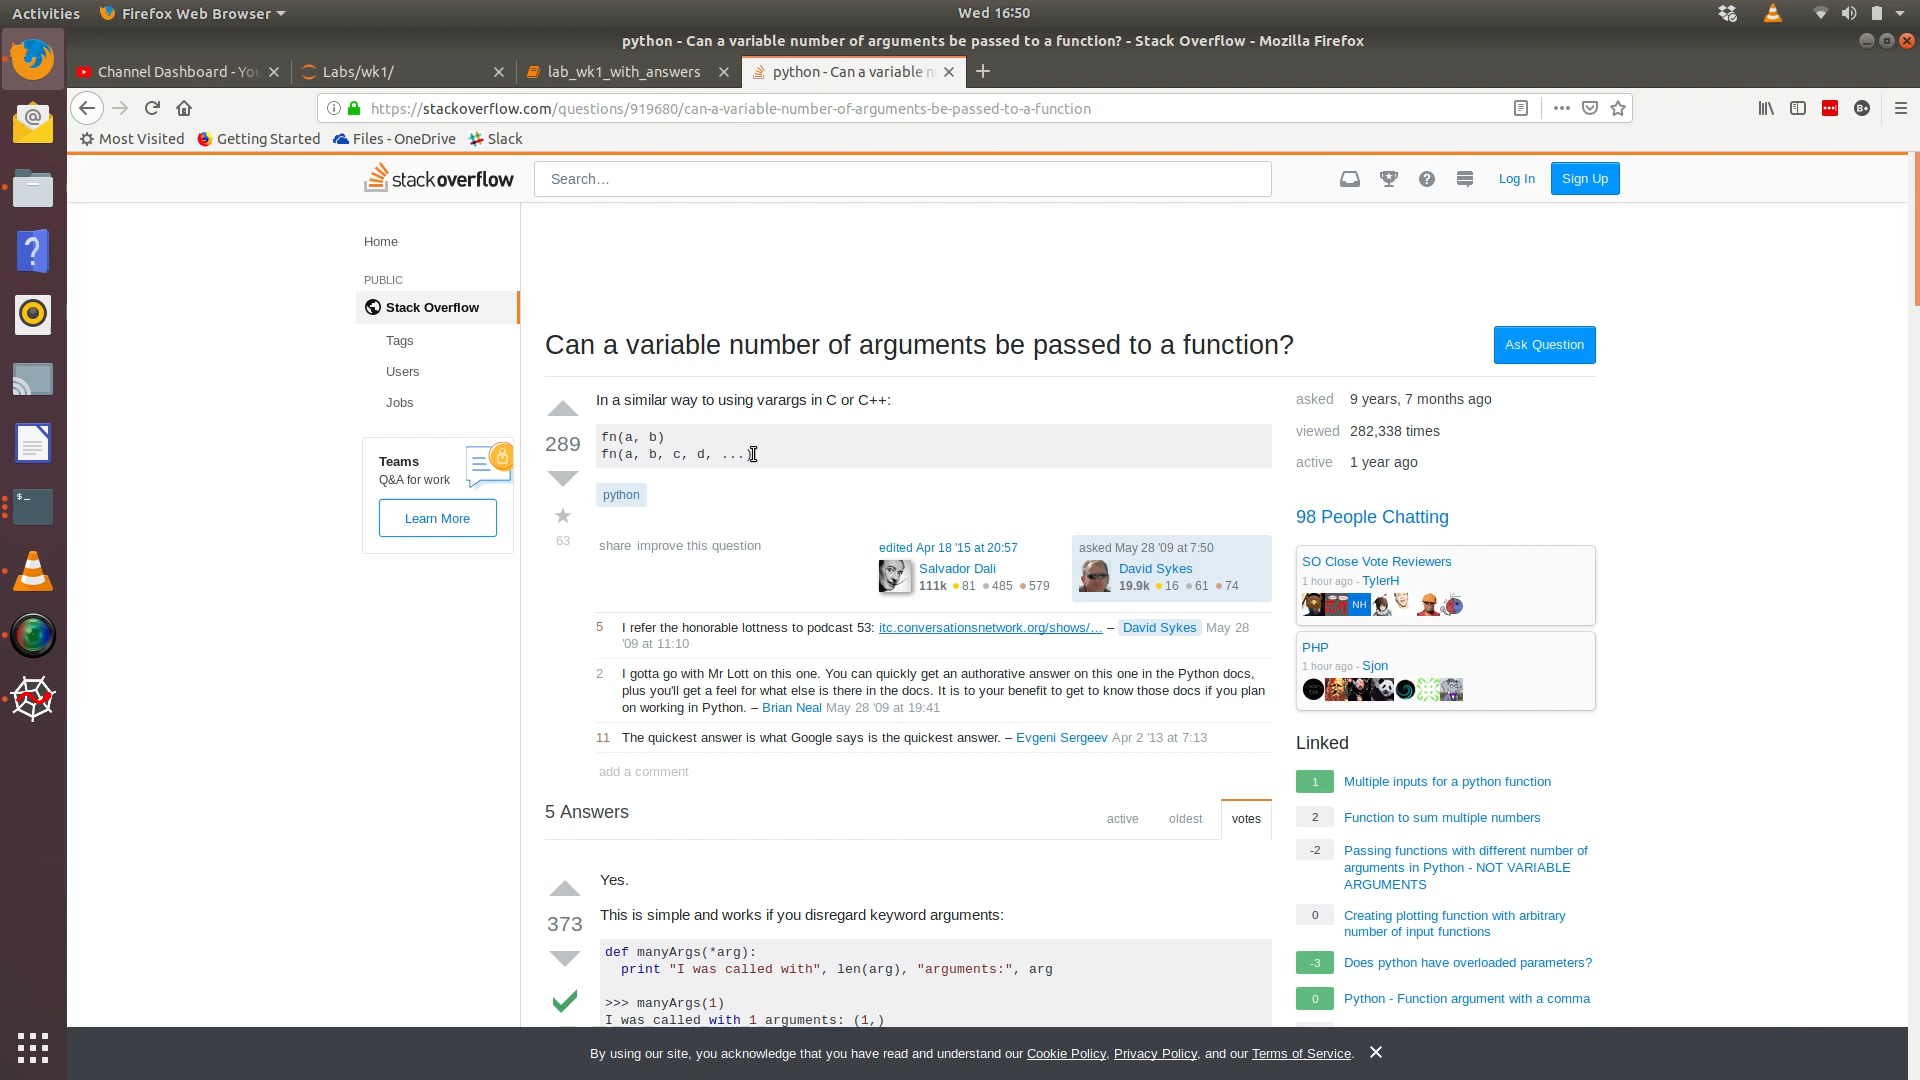 Activities
Firefox Web Browser
Wed 16:50
python - Can a variable number of arguments be passed to a function? - Stack Overflow - Mozilla Firefox
Channel Dashboard - You
Labs/wk1/
lab_wk1_with_answers
python - Can a variable n
https://stackoverflow.com/questions/919680/can-a-variable-number-of-arguments-be-passed-to-a-function
Most Visited
Getting Started
Files - OneDrive
Slack
stackoverflow
Search…
Log In
Sign Up
Home
PUBLIC
Stack Overflow
Tags
Users
Jobs
Teams
Q&A for work
Learn More
Can a variable number of arguments be passed to a function?
Ask Question
289
63
In a similar way to using varargs in C or C++:
fn(a, b)
fn(a, b, c, d, ...)
python
share improve this question
edited Apr 18 '15 at 20:57
Salvador Dali
111k 81 485 579
asked May 28 '09 at 7:50
David Sykes
19.9k 16 61 74
5 I refer the honorable lottness to podcast 53: itc.conversationsnetwork.org/shows/… – David Sykes May 28
'09 at 11:10
2 I gotta go with Mr Lott on this one. You can quickly get an authorative answer on this one in the Python docs,
plus you'll get a feel for what else is there in the docs. It is to your benefit to get to know those docs if you plan
on working in Python. – Brian Neal May 28 '09 at 19:41
11 The quickest answer is what Google says is the quickest answer. – Evgeni Sergeev Apr 2 '13 at 7:13
add a comment
5 Answers
active
oldest
votes
373
Yes.
This is simple and works if you disregard keyword arguments:
def manyArgs(*arg):
print "I was called with", len(arg), "arguments:", arg
>>> manyArgs(1)
I was called with 1 arguments: (1,)
asked 9 years, 7 months ago
viewed 282,338 times
active 1 year ago
98 People Chatting
SO Close Vote Reviewers
1 hour ago - TylerH
NH
PHP
1 hour ago - Sjon
Linked
1 Multiple inputs for a python function
2 Function to sum multiple numbers
-2 Passing functions with different number of
arguments in Python - NOT VARIABLE
ARGUMENTS
0 Creating plotting function with arbitrary
number of input functions
-3 Does python have overloaded parameters?
0 Python - Function argument with a comma
By using our site, you acknowledge that you have read and understand our Cookie Policy, Privacy Policy, and our Terms of Service.